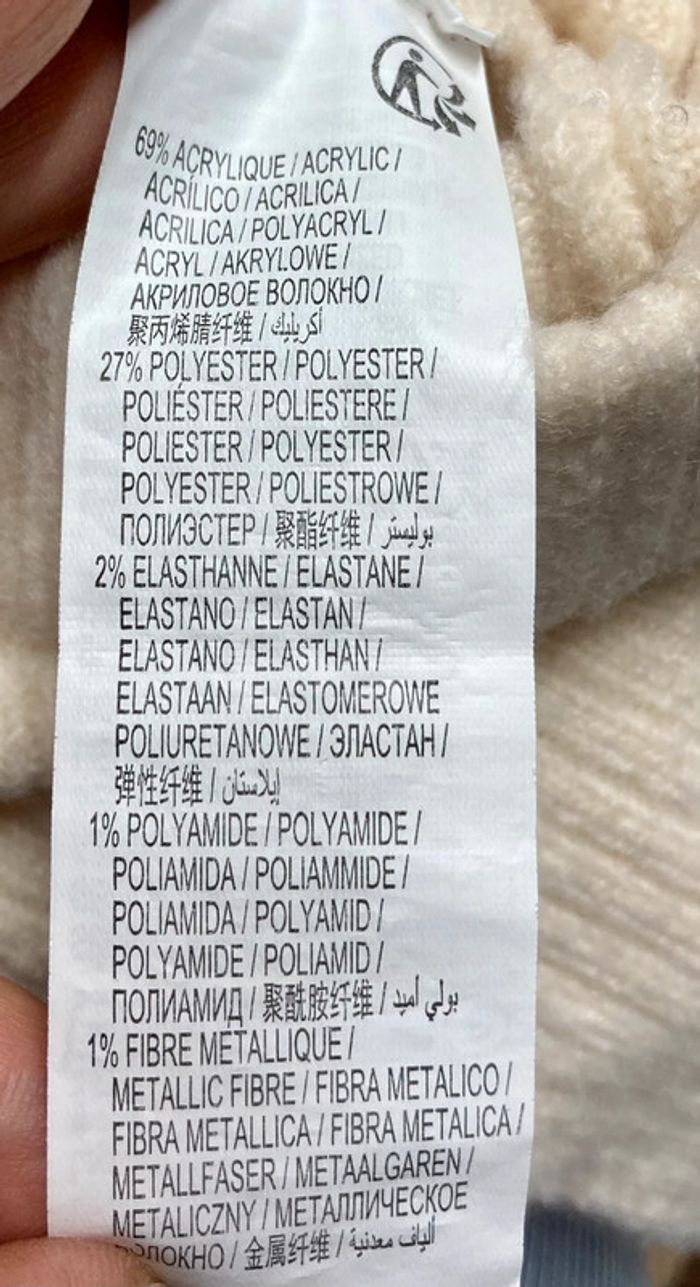 69% ACRYLIQUE / ACRYLIC /
ACRÍLICO / ACRILICA /
ACRILICA / POLYACRYL /
ACRYL / AKRYLOWE /
АКРИЛОВОЕ ВОЛОКНО /
聚丙烯腈纤维 / أكريليك
27% POLYESTER / POLYESTER /
POLIÉSTER / POLIESTERE /
POLIESTER / POLYESTER /
POLYESTER / POLIESTROWE /
ПОЛИЭСТЕР / 聚酯纤维 / بوليستر
2% ELASTHANNE / ELASTANE /
ELASTANO / ELASTAN /
ELASTANO / ELASTHAN /
ELASTAAN / ELASTOMEROWE
POLIURETANOWE / ЭЛАСТАН /
弹性纤维 / إيلاستان
1% POLYAMIDE / POLYAMIDE /
POLIAMIDA / POLIAMMIDE /
POLIAMIDA / POLYAMID /
POLYAMIDE / POLIAMID /
ПОЛИАМИД / 聚酰胺纤维 / بولي أميد
1% FIBRE METALLIQUE /
METALLIC FIBRE / FIBRA METALICO /
FIBRA METALLICA / FIBRA METALICA /
METALLFASER / METAALGAREN /
METALICZNY / МЕТАЛЛИЧЕСКОЕ
ВОЛОКНО / 金属纤维 / ألياف معدنية